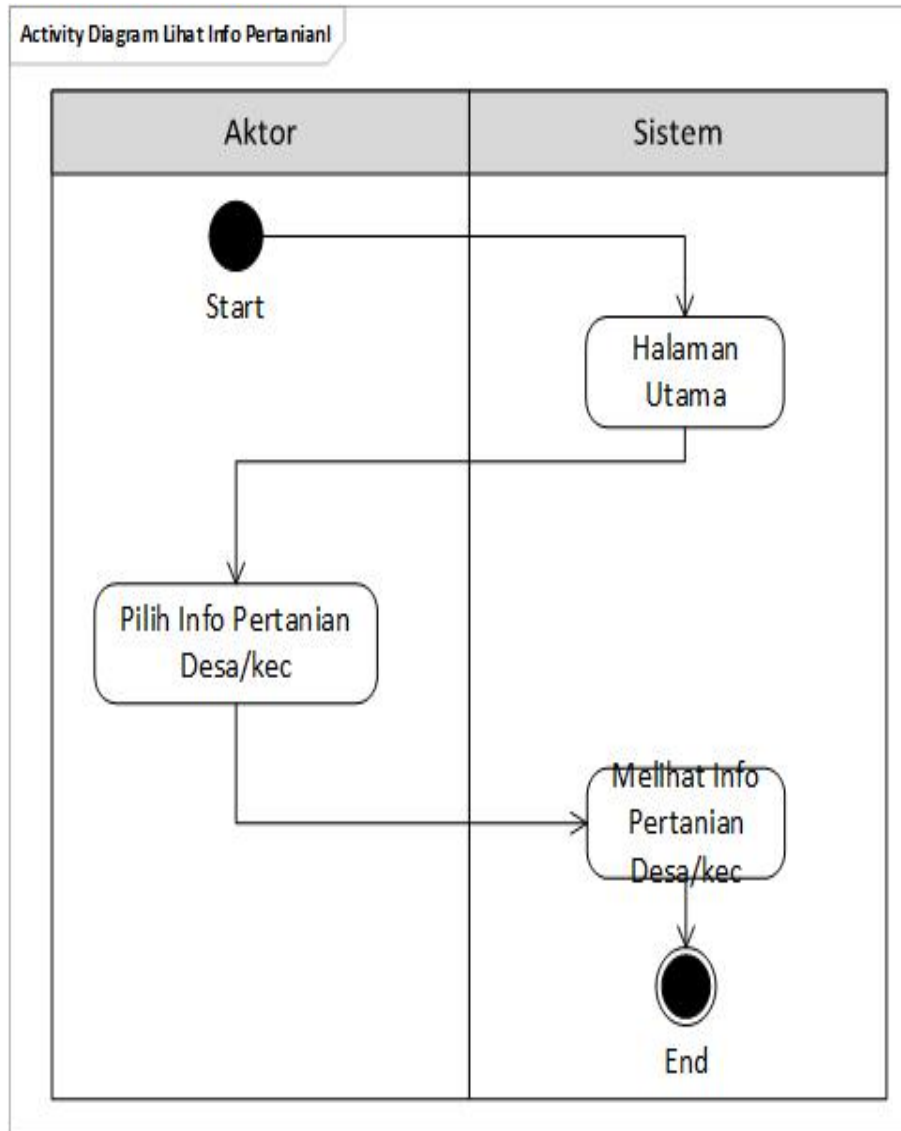 Activity Diagram Lihat Info Pertanianl
Aktor
Sistem
Start
Halaman
Utama
Pilih Info Pertanian
Desa/kec
Melihat Info
Pertanian
Desa/kec
End